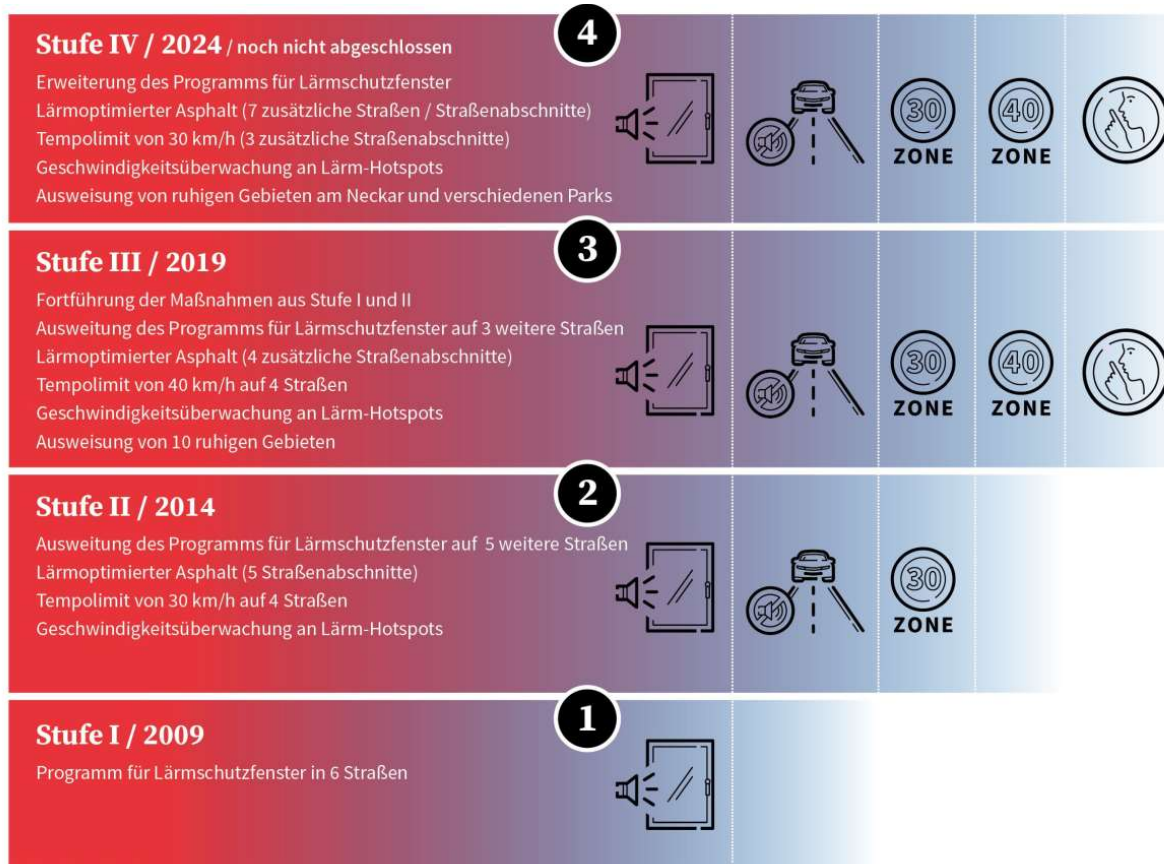 4
Stufe IV / 2024 / noch nicht abgeschlossen
Erweiterung des Programms für Lärmschutzfenster
Lärmoptimierter Asphalt (7 zusätzliche Straßen / Straßenabschnitte)
Tempolimit von 30 km/h (3 zusätzliche Straßenabschnitte)
Geschwindigkeitsüberwachung an Lärm-Hotspots
Ausweisung von ruhigen Gebieten am Neckar und verschiedenen Parks
30 40
ZONE ZONE
3
Stufe III / 2019
Fortführung der Maßnahmen aus Stufe I und II
Ausweitung des Programms für Lärmschutzfenster auf 3 weitere Straßen
Lärmoptimierter Asphalt (4 zusätzliche Straßenabschnitte)
Tempolimit von 40 km/h auf 4 Straßen
Geschwindigkeitsüberwachung an Lärm-Hotspots
Ausweisung von 10 ruhigen Gebieten
30 40
ZONE ZONE
2
Stufe II / 2014
Ausweitung des Programms für Lärmschutzfenster auf 5 weitere Straßen
Lärmoptimierter Asphalt (5 Straßenabschnitte)
Tempolimit von 30 km/h auf 4 Straßen
Geschwindigkeitsüberwachung an Lärm-Hotspots
30
ZONE
1
Stufe I / 2009
Programm für Lärmschutzfenster in 6 Straßen